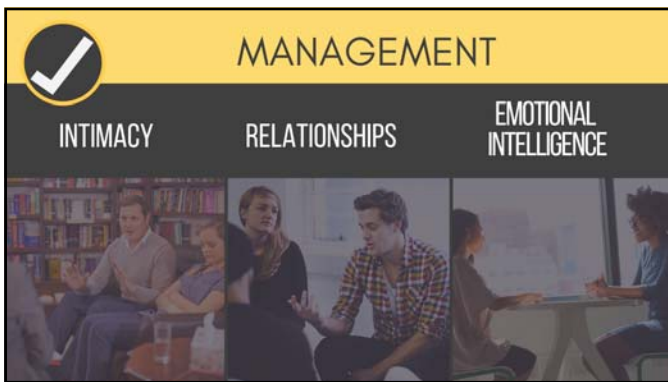 MANAGEMENT
INTIMACY
RELATIONSHIPS
EMOTIONAL
INTELLIGENCE